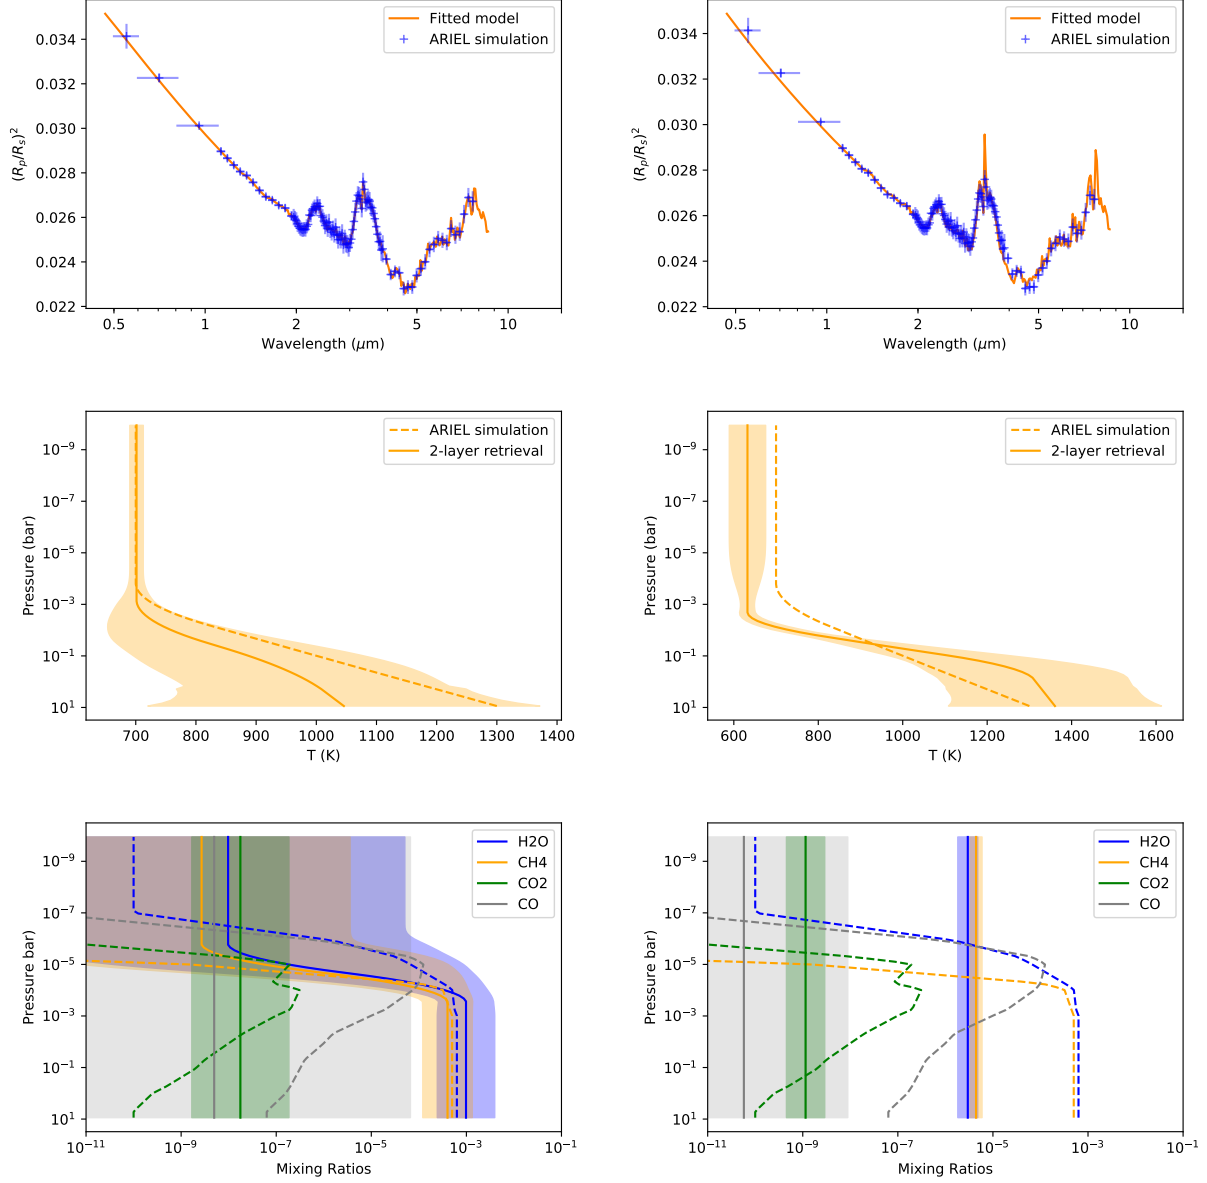 Fitted model
ARIEL simulation
0.034
0.032
0.030
0.028
0.026
0.024
0.022
(Rp/Rs)²
0.5
1
2
5
10
Wavelength (μm)
Fitted model
ARIEL simulation
0.034
0.032
0.030
0.028
0.026
0.024
0.022
(Rp/Rs)²
0.5
1
2
5
10
Wavelength (μm)
ARIEL simulation
2-layer retrieval
10⁻⁹
10⁻⁷
10⁻⁵
10⁻³
10⁻¹
10¹
Pressure (bar)
700
800
900
1000
1100
1200
1300
1400
T (K)
ARIEL simulation
2-layer retrieval
10⁻⁹
10⁻⁷
10⁻⁵
10⁻³
10⁻¹
10¹
Pressure (bar)
600
800
1000
1200
1400
1600
T (K)
H2O
CH4
CO2
CO
10⁻⁹
10⁻⁷
10⁻⁵
10⁻³
10⁻¹
10¹
Pressure bar)
10⁻¹¹
10⁻⁹
10⁻⁷
10⁻⁵
10⁻³
10⁻¹
Mixing Ratios
H2O
CH4
CO2
CO
10⁻⁹
10⁻⁷
10⁻⁵
10⁻³
10⁻¹
10¹
Pressure bar)
10⁻¹¹
10⁻⁹
10⁻⁷
10⁻⁵
10⁻³
10⁻¹
Mixing Ratios